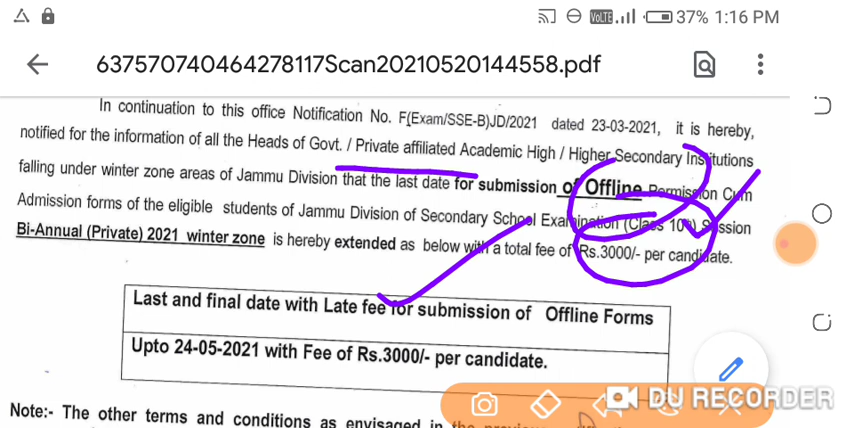 VoLTE 37% 1:16 PM
637570740464278117Scan20210520144558.pdf
In continuation to this office Notification No. F(Exam/SSE-B)JD/2021 dated 23-03-2021, it is hereby,
notified for the information of all the Heads of Govt. / Private affiliated Academic High / Higher Secondary Institutions
falling under winter zone areas of Jammu Division that the last date for submission of Offline Permission Cum
Admission forms of the eligible students of Jammu Division of Secondary School Examination (Class 10th) Session
Bi-Annual (Private) 2021 winter zone is hereby extended as below with a total fee of Rs.3000/- per candidate.
Last and final date with Late fee for submission of Offline Forms
Upto 24-05-2021 with Fee of Rs.3000/- per candidate.
Note:- The other terms and conditions as envisaged in the
DU RECORDER